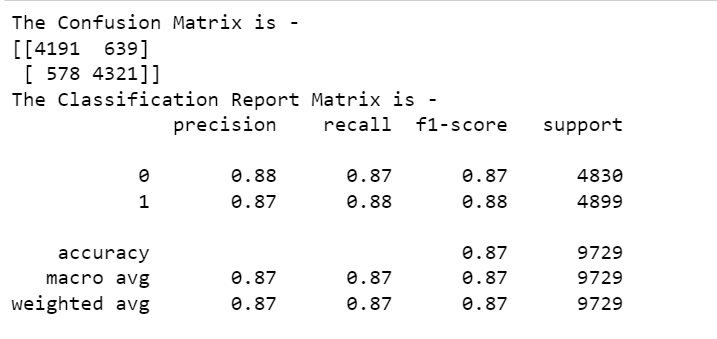 The Confusion Matrix is -
[[4191  639]
 [ 578 4321]]
The Classification Report Matrix is -
              precision    recall  f1-score   support

           0       0.88      0.87      0.87      4830
           1       0.87      0.88      0.88      4899

    accuracy                           0.87      9729
   macro avg       0.87      0.87      0.87      9729
weighted avg       0.87      0.87      0.87      9729